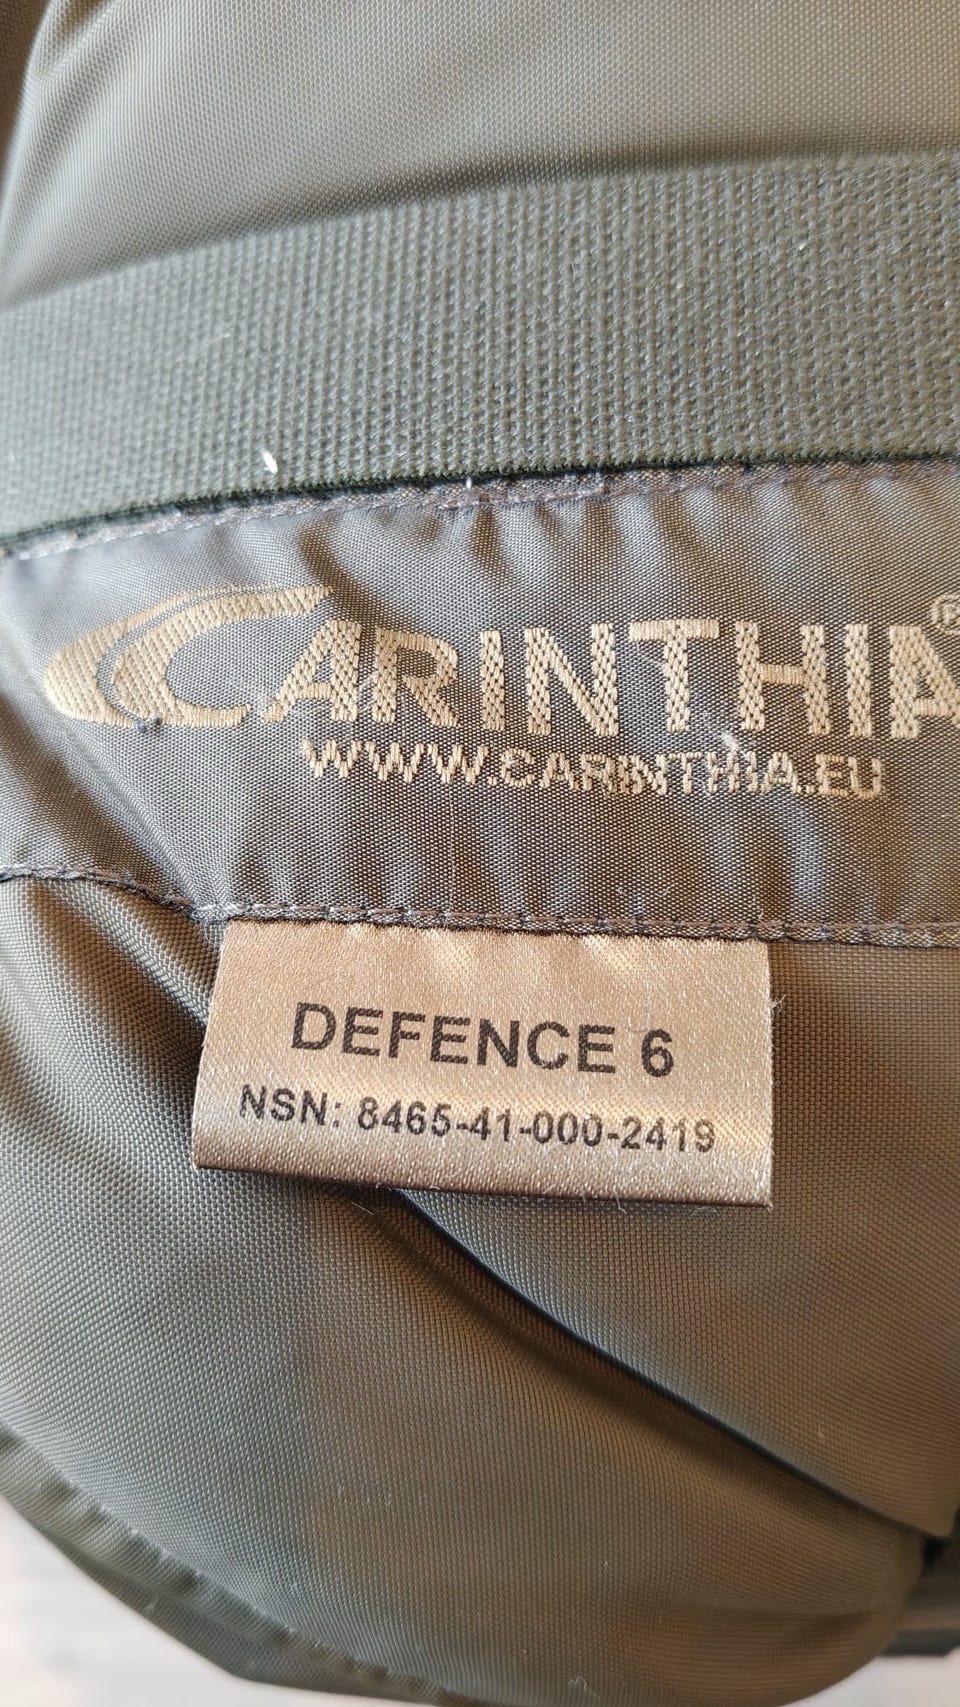 CARINTHIA®
WWW.CARINTHIA.EU
DEFENCE 6
NSN: 8465-41-000-2419